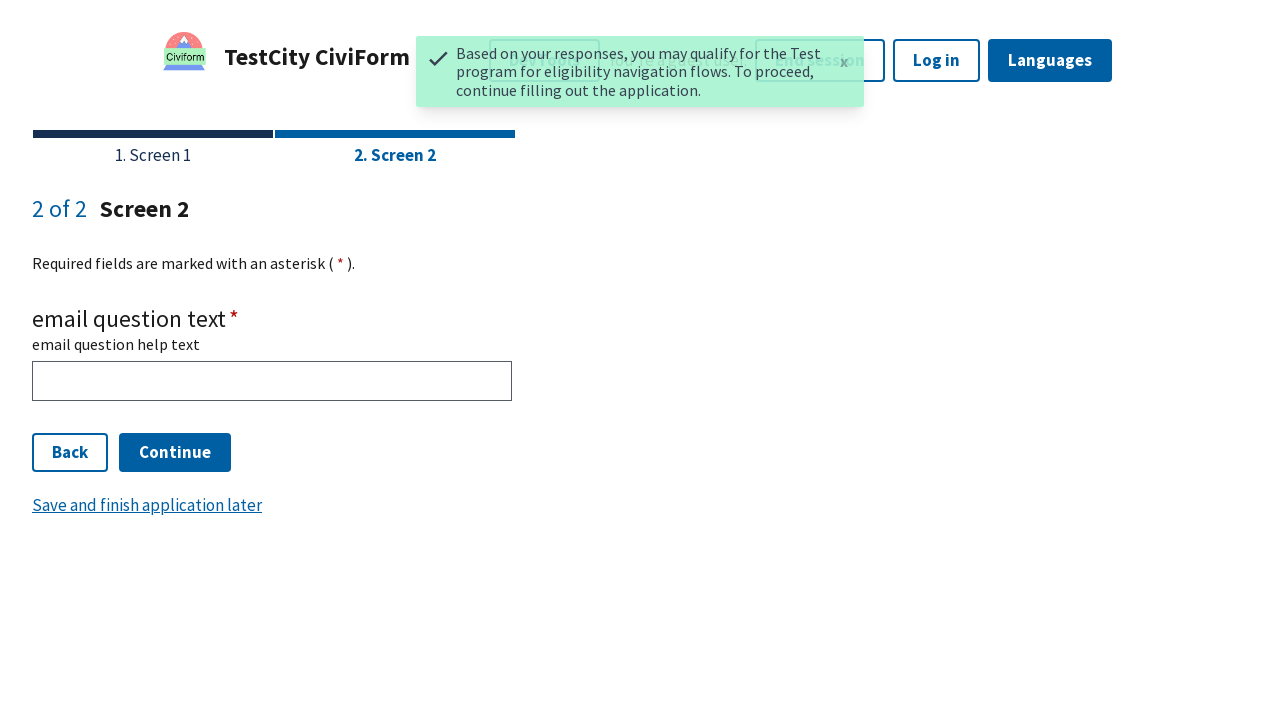 Civiform
TestCity CiviForm
Based on your responses, you may qualify for the Test
program for eligibility navigation flows. To proceed,
continue filling out the application.
x
End session
Log in
Languages
1. Screen 1
2. Screen 2
2 of 2 Screen 2
Required fields are marked with an asterisk ( * ).
email question text *
email question help text
Back
Continue
Save and finish application later